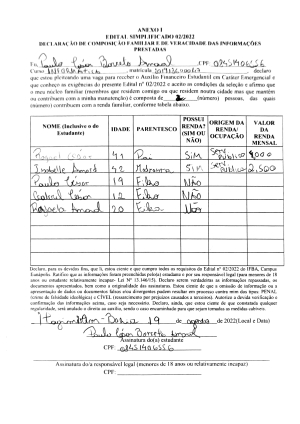 ANEXO I
EDITAL SIMPLIFICADO 02/2022
DECLARAÇÃO DE COMPOSIÇÃO FAMILIAR E DE VERACIDADE DAS INFORMAÇÕES
PRESTADAS
Eu, Paulo César Barreto Amaral, CPF: 08451406556
Curso INFORMÁTICA, matrícula, declaro
que estou pleiteando uma vaga para receber o Auxílio Financeiro Estudantil em Caráter Emergencial e
que conheço as exigências do presente Edital nº 02/2022 e aceito as condições da seleção e afirmo que
o meu núcleo familiar (membros que residem ou que residem noutra cidade mas que mantêm
ou contribuem com a minha manutenção) é composta de (número) pessoas, das quais
(número) contribuem com a renda familiar, conforme tabela abaixo.
NOME (Inclusive o do Estudante) IDADE PARENTESCO POSSUI RENDA? (SIM OU NÃO) ORIGEM DA RENDA/ OCUPAÇÃO VALOR DA RENDA MENSAL
César 41 Pai SIM Serv. Público 4.000
Isabelle Amaral 42 Madrasta SIM Serv. Público 2.500
Paulo César 19 Filho NÃO
Gabriel César 12 Filho NÃO
Rafaela Amaral 20 Filha NÃO
Declaro, para os devidos fins, que li, estou ciente e que cumpro todos os requisitos do Edital nº 02/2022 do IFBA, Campus
Eunápolis. Ratifico que as informações foram preenchidas pelo(a) estudante e por seu responsável legal (para menores de 18
anos ou estudante relativamente incapaz- Lei Nº 13.146/15). Declaro serem verdadeiras as informações repassadas, os
documentos apresentados, bem como a originalidade das assinaturas. Estou ciente de que a omissão de informação ou a
apresentação de dados ou documentos falsos e/ou divergentes podem resultar em processo contra mim dos tipos PENAL
(crime de falsidade ideológica) e CÍVEL (ressarcimento por prejuízos causados a terceiros). Autorizo a devida verificação e
confirmação das informações acima, caso seja necessário. Declaro, ainda, que estou ciente de que constatada qualquer
irregularidade, será anulado o direito ao auxílio, sendo o caso encaminhado para que sejam tomadas as medidas cabíveis.
Itagimirim - Bahia, 19 de agosto de 2022(Local e Data)
Paulo César Barreto Amaral
Assinatura do(a) estudante
CPF: 08451406556
Assinatura do/a responsável legal (menores de 18 anos ou relativamente incapaz)
CPF: